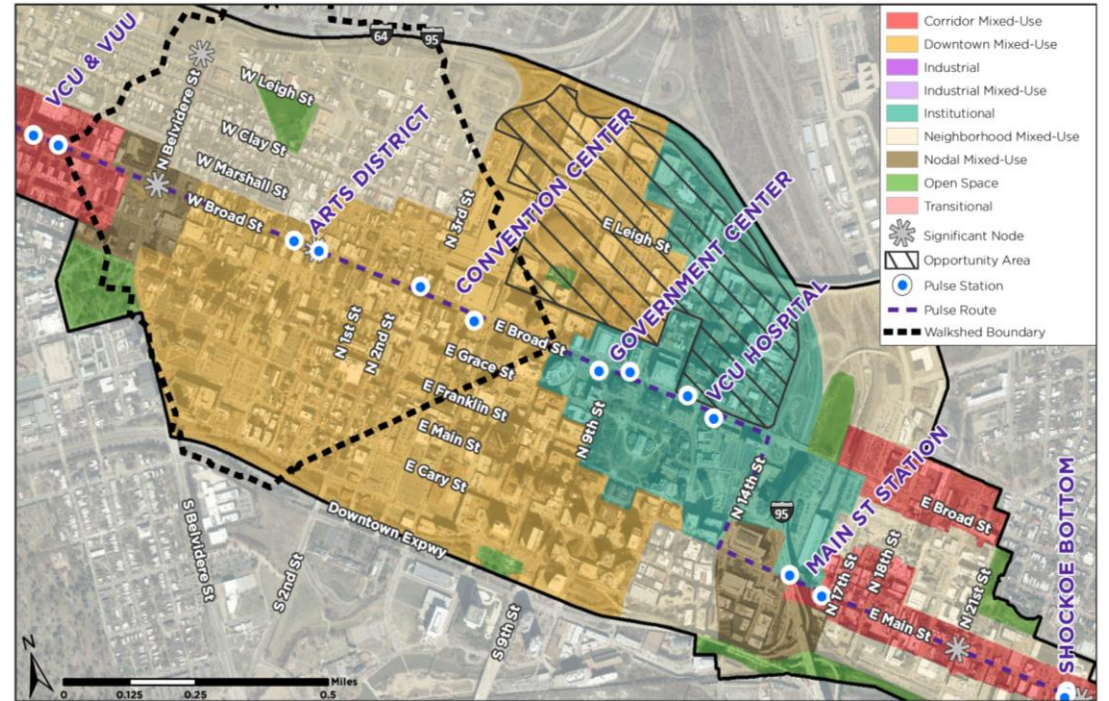 VCU & VUU
64
95
N Belvidere St
W Leigh St
W Clay St
W Marshall St
W Broad St
ARTS DISTRICT
N 3rd St
CONVENTION CENTER
E Leigh St
GOVERNMENT CENTER
VCU HOSPITAL
N 1st St
N 2nd St
E Broad St
E Grace St
E Franklin St
E Main St
E Cary St
N 9th St
N 14th St
95
MAIN ST STATION
E Broad St
N 17th St
N 18th St
N 21st St
E Main St
SHOCKOE BOTTOM
Downtown Expwy
S Belvidere St
S 2nd St
S 9th St
Corridor Mixed-Use
Downtown Mixed-Use
Industrial
Industrial Mixed-Use
Institutional
Neighborhood Mixed-Use
Nodal Mixed-Use
Open Space
Transitional
Significant Node
Opportunity Area
Pulse Station
Pulse Route
Walkshed Boundary
N
Miles
0 0.125 0.25 0.5